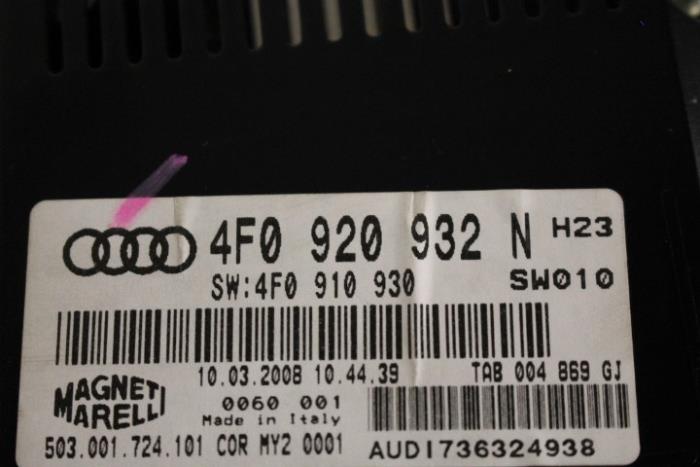 4F0 920 932 N H23
SW:4F0 910 930 SW010
10.03.2008 10.44.39 TAB 004 869 GJ
MAGNETI
MARELLI
0060 001
Made in Italy
503.001.724.101 COR MY2 0001
AUDI736324938